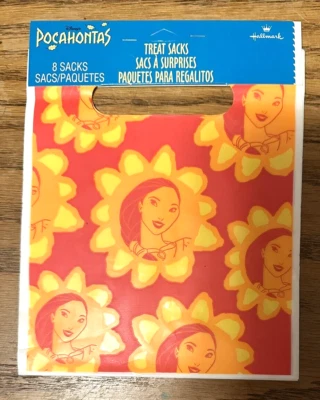 Disney
POCAHONTAS
8 SACKS
SACS/PAQUETES
TREAT SACKS
SACS À SURPRISES
PAQUETES PARA REGALITOS
Hallmark